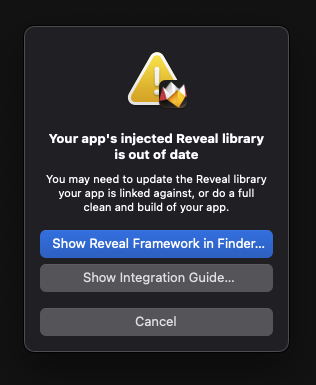 Your app's injected Reveal library
is out of date
You may need to update the Reveal library
your app is linked against, or do a full
clean and build of your app.
Show Reveal Framework in Finder...
Show Integration Guide...
Cancel